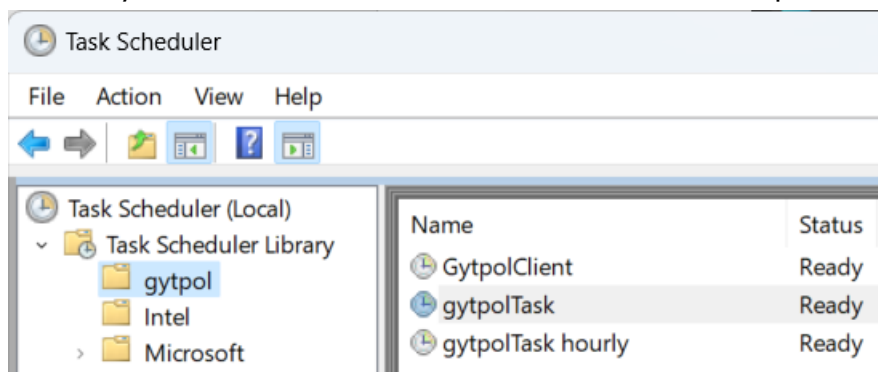 Task Scheduler
File Action View Help
Task Scheduler (Local)
Task Scheduler Library
gytpol
Intel
Microsoft
Name Status
GytpolClient Ready
gytpolTask Ready
gytpolTask hourly Ready